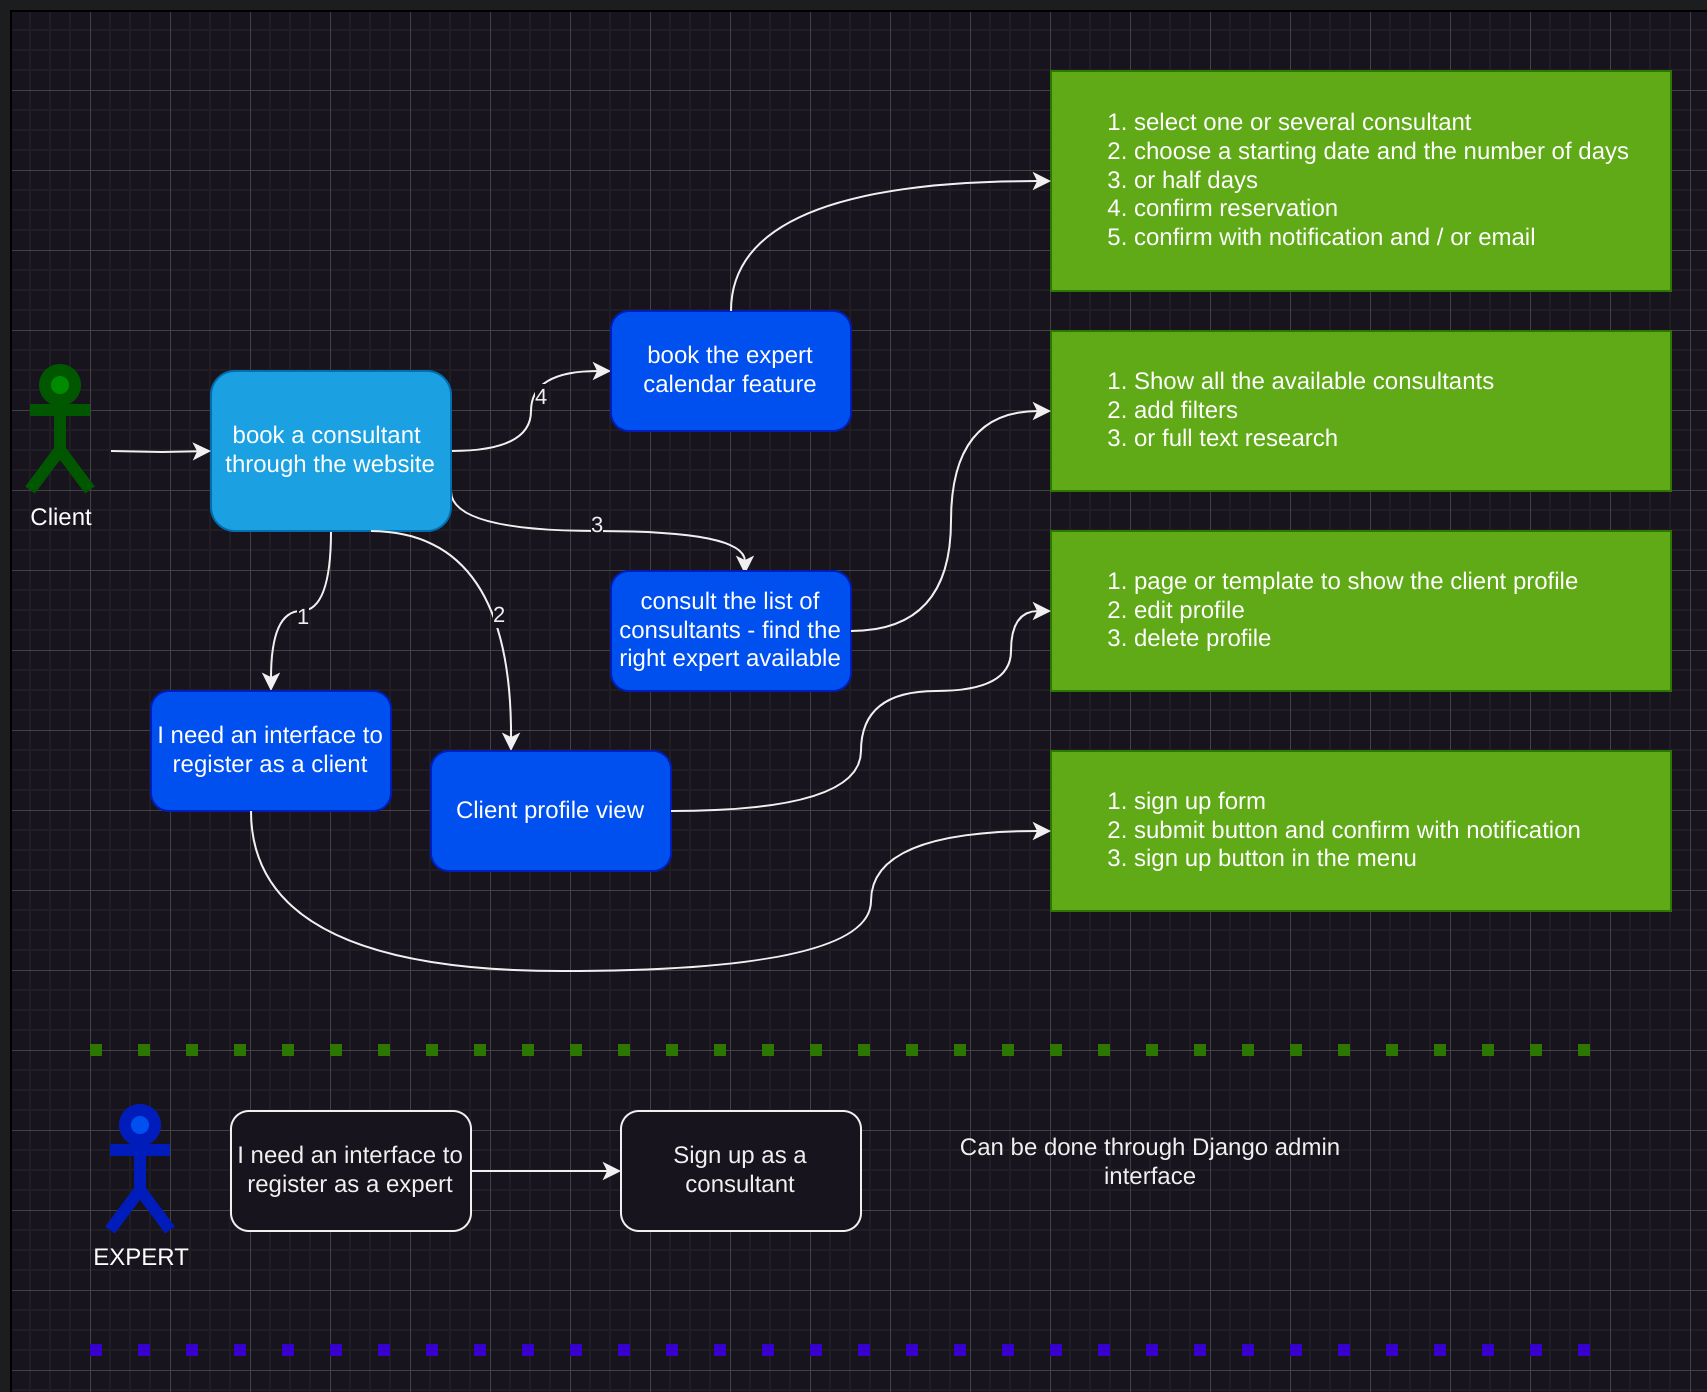 1. select one or several consultant
2. choose a starting date and the number of days
3. or half days
4. confirm reservation
5. confirm with notification and / or email
book the expert
calendar feature
1. Show all the available consultants
2. add filters
3. or full text research
4
book a consultant
through the website
Client
3
1. page or template to show the client profile
2. edit profile
3. delete profile
consult the list of
consultants - find the
right expert available
1
2
I need an interface to
register as a client
Client profile view
1. sign up form
2. submit button and confirm with notification
3. sign up button in the menu
I need an interface to
register as a expert
Sign up as a
consultant
Can be done through Django admin
interface
EXPERT